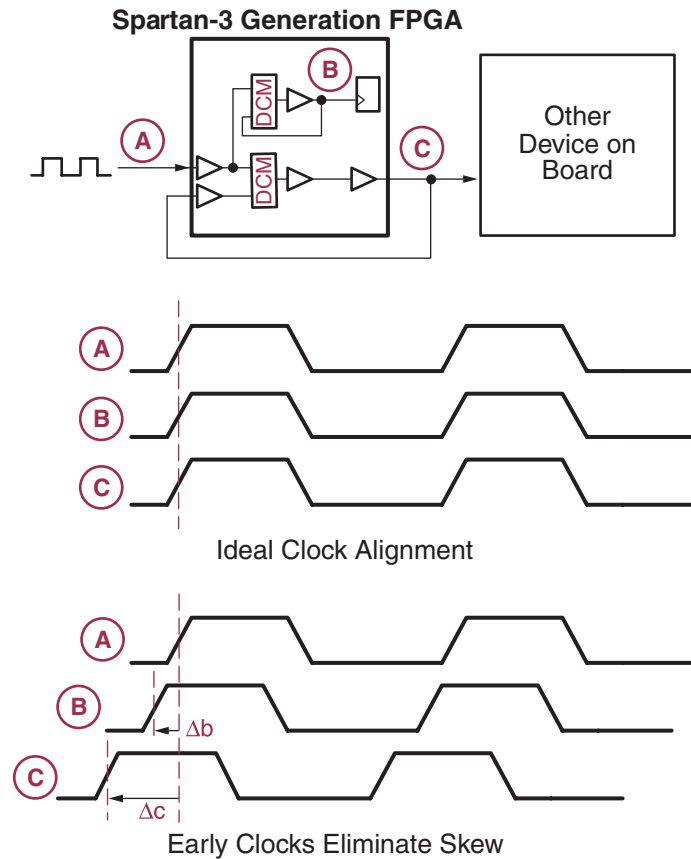 Spartan-3 Generation FPGA
A
B
C
DCM
DCM
Other
Device on
Board
A
B
C
Ideal Clock Alignment
A
B
Δb
C
Δc
Early Clocks Eliminate Skew